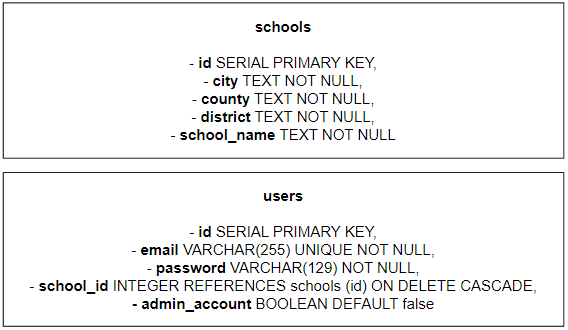 schools
- id SERIAL PRIMARY KEY,
- city TEXT NOT NULL,
- county TEXT NOT NULL,
- district TEXT NOT NULL,
- school_name TEXT NOT NULL
users
- id SERIAL PRIMARY KEY,
- email VARCHAR(255) UNIQUE NOT NULL,
- password VARCHAR(129) NOT NULL,
- school_id INTEGER REFERENCES schools (id) ON DELETE CASCADE,
- admin_account BOOLEAN DEFAULT false